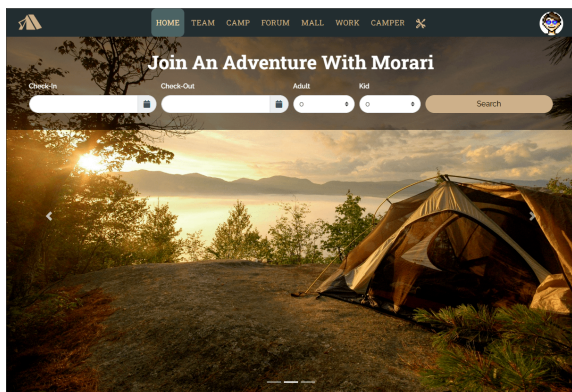 HOME TEAM CAMP FORUM MALL WORK CAMPER
Join An Adventure With Morari
Check-In Check-Out Adult Kid
0 0 Search